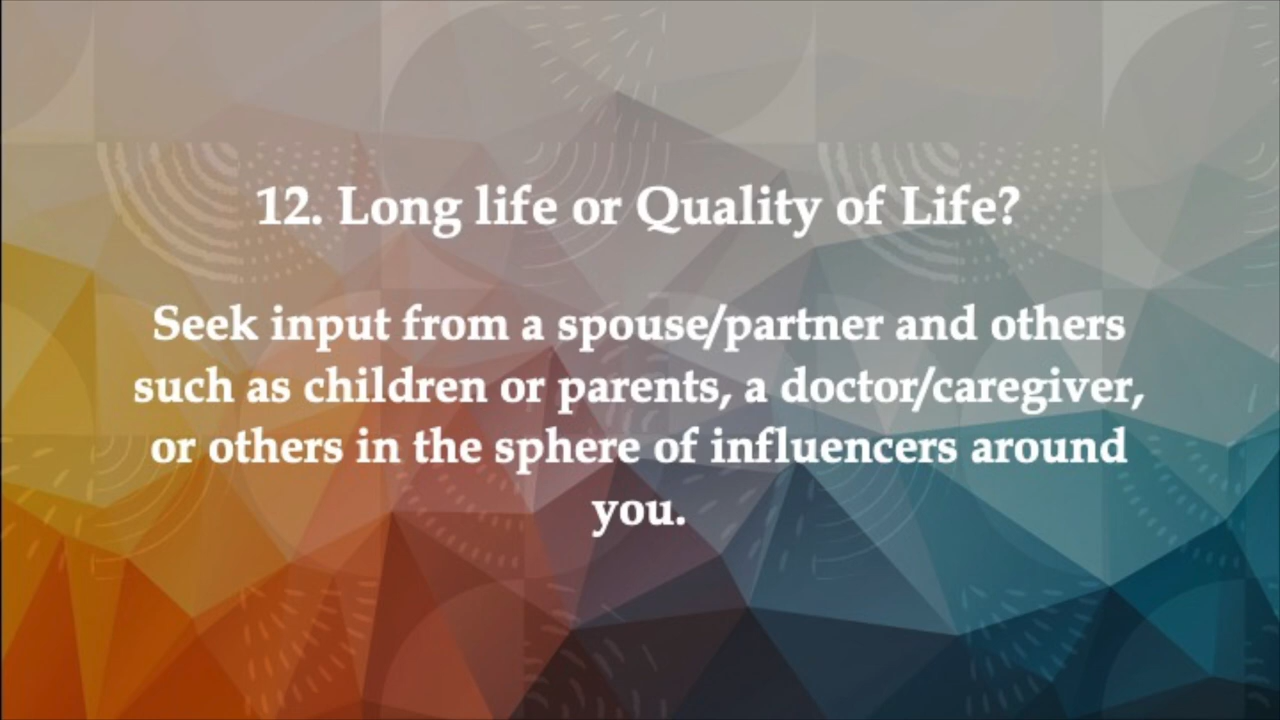 12. Long life or Quality of Life?
Seek input from a spouse/partner and others
such as children or parents, a doctor/caregiver,
or others in the sphere of influencers around
you.